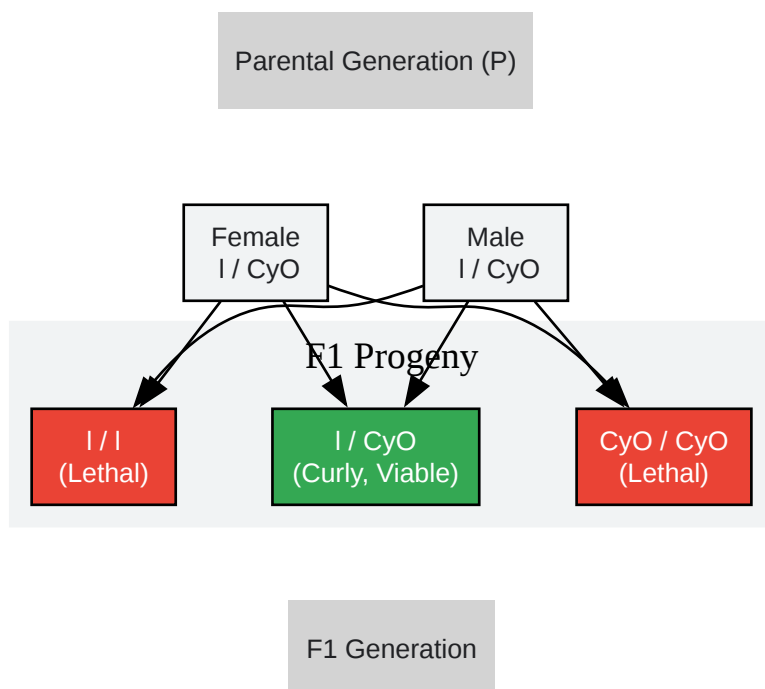 Parental Generation (P)
Female
l / CyO
Male
l / CyO
F1 Progeny
l / l
(Lethal)
l / CyO
(Curly, Viable)
CyO / CyO
(Lethal)
F1 Generation